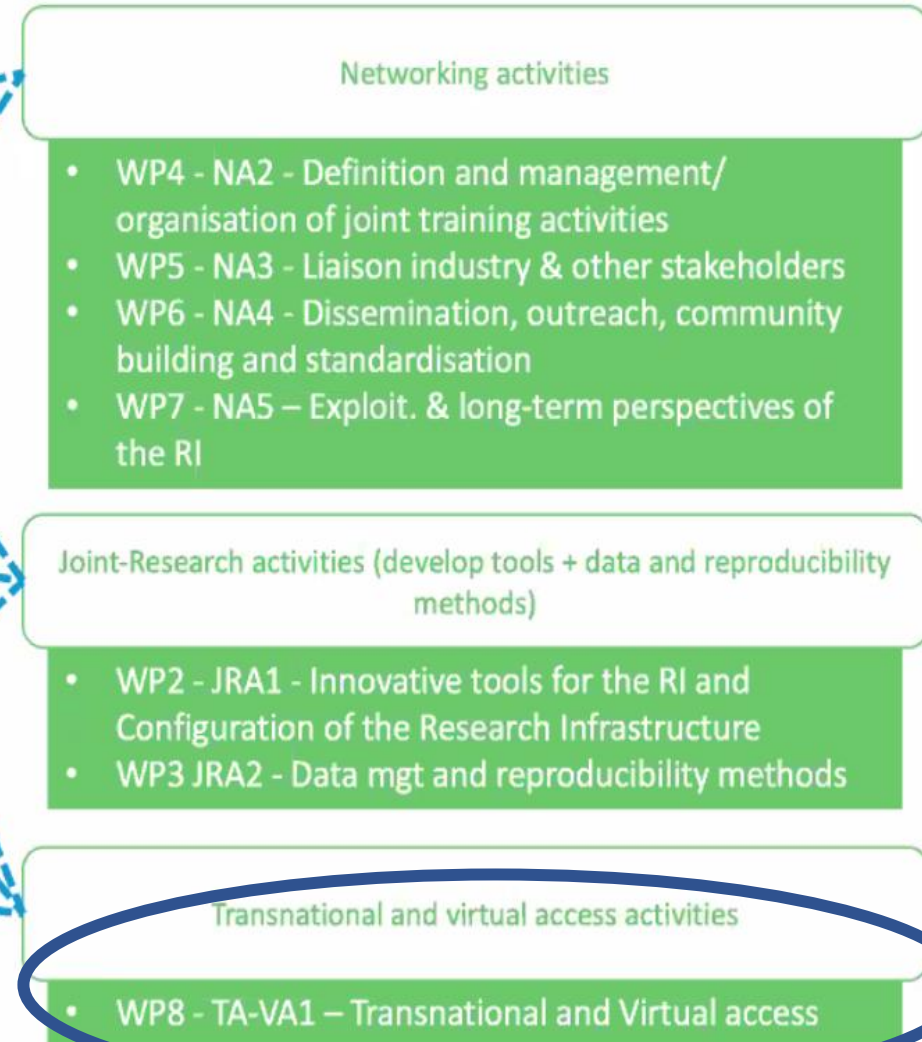 Networking activities
• WP4 - NA2 - Definition and management/
organisation of joint training activities
• WP5 - NA3 - Liaison industry & other stakeholders
• WP6 - NA4 - Dissemination, outreach, community
building and standardisation
• WP7 - NA5 – Exploit. & long-term perspectives of
the RI
Joint-Research activities (develop tools + data and reproducibility
methods)
• WP2 - JRA1 - Innovative tools for the RI and
Configuration of the Research Infrastructure
• WP3 JRA2 - Data mgt and reproducibility methods
Transnational and virtual access activities
• WP8 - TA-VA1 – Transnational and Virtual access